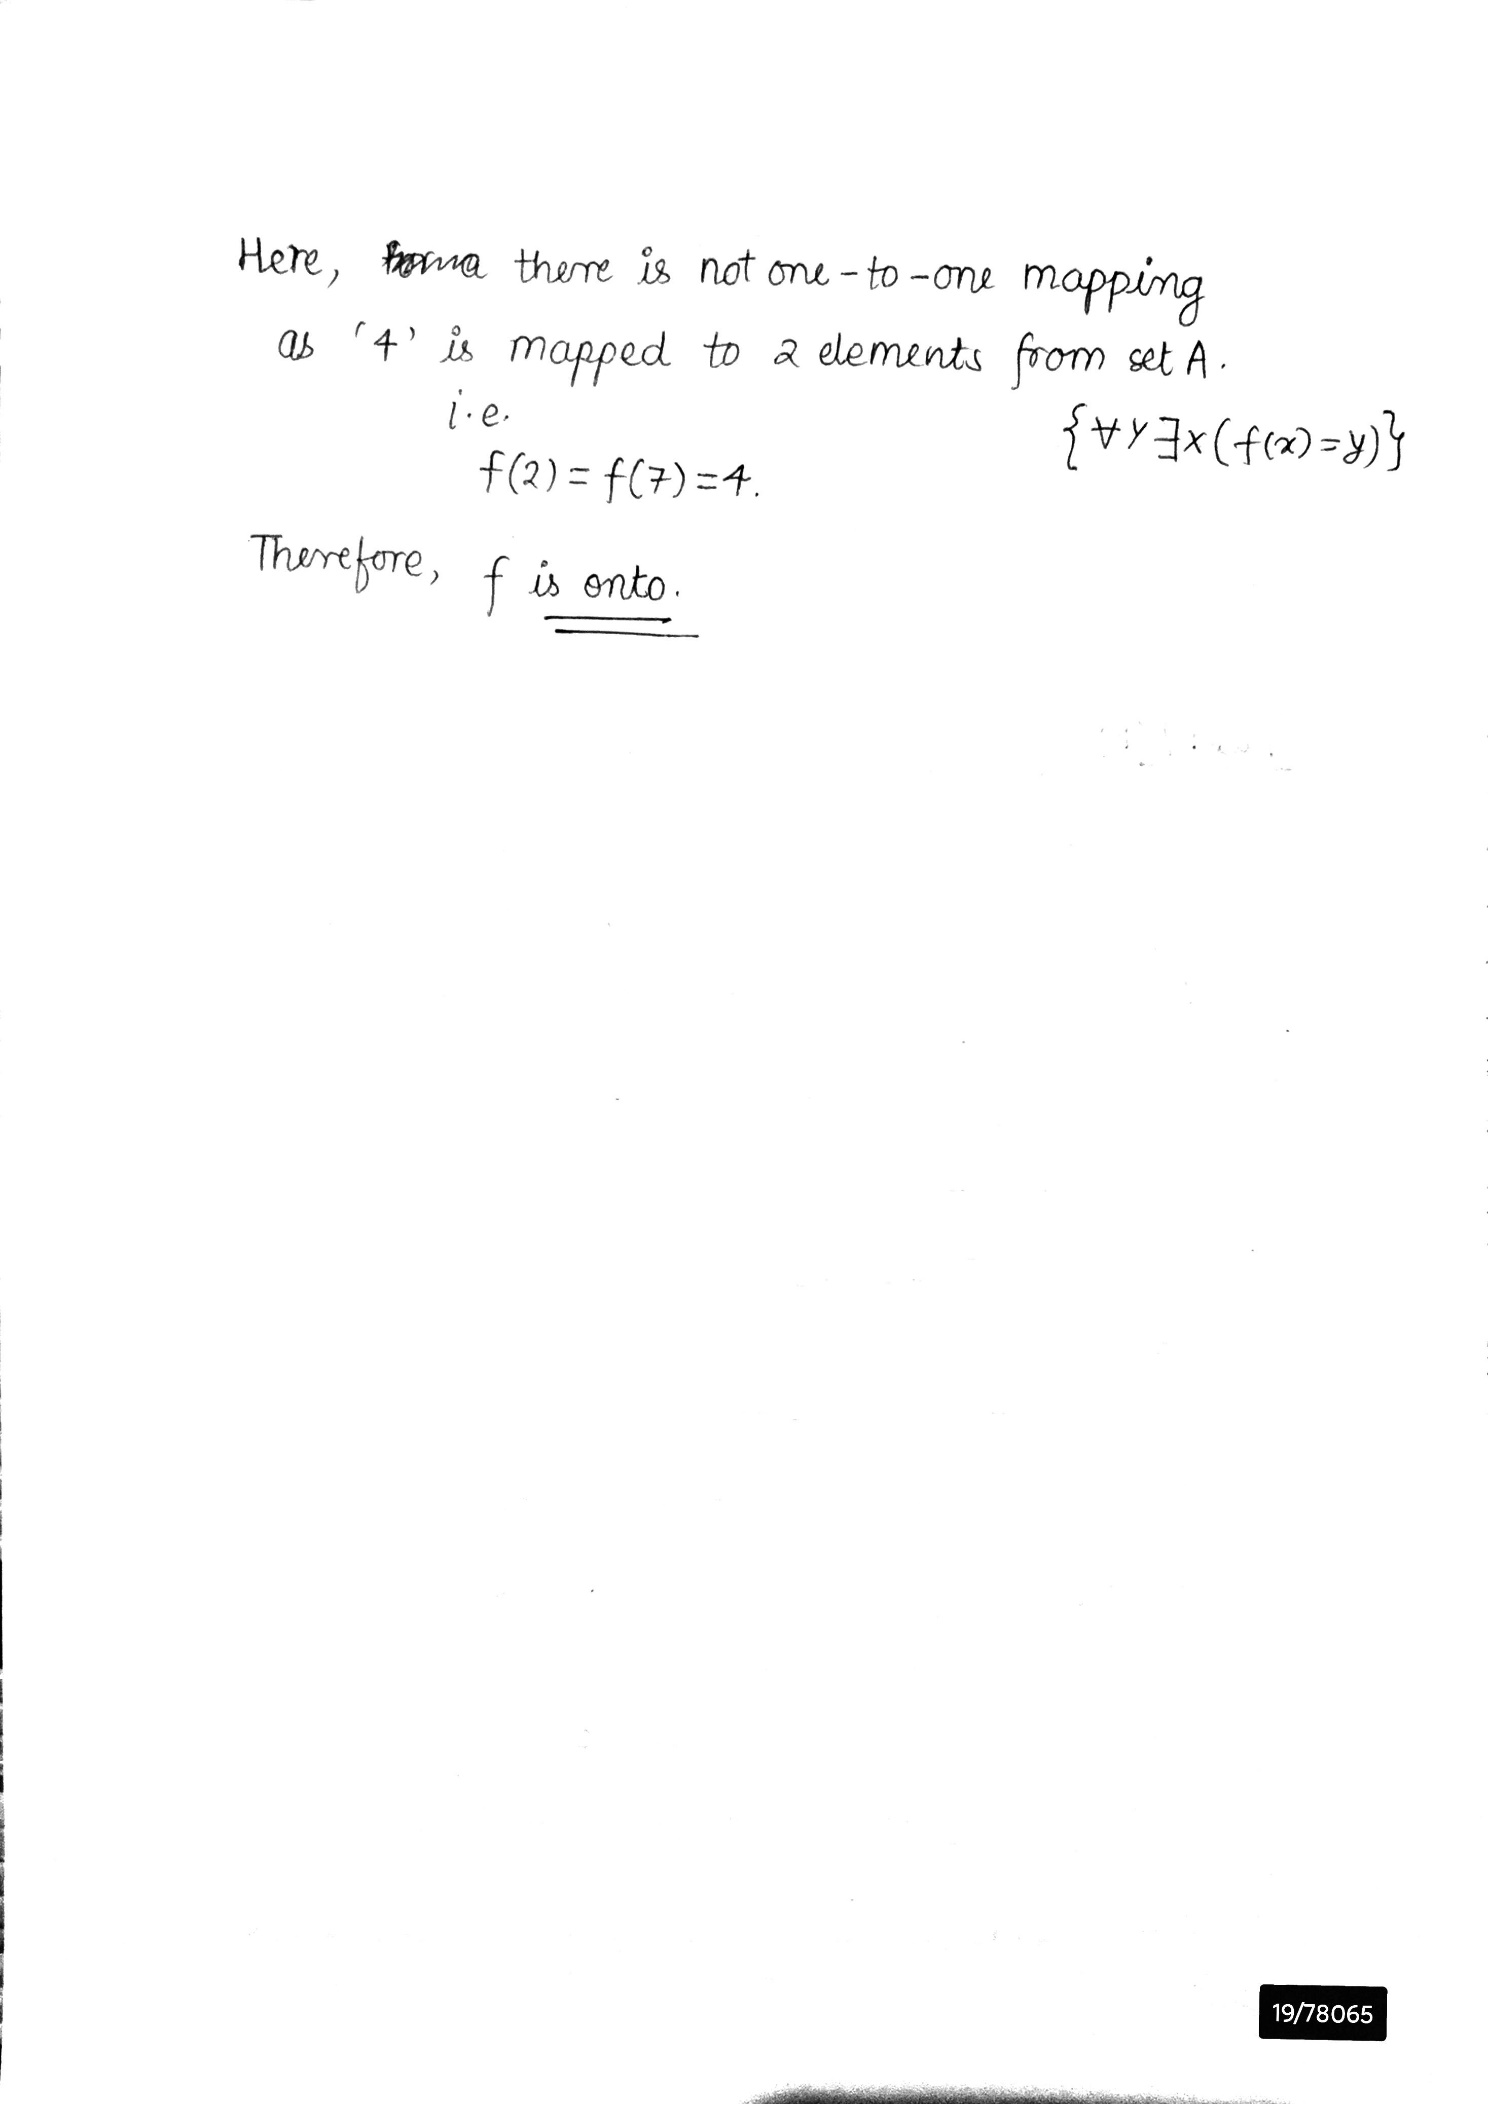 Here, there is not one-to-one mapping
as '4' is mapped to 2 elements from set A.
i.e.
{∀y∃x(f(x)=y)}
f(2) = f(7) = 4.
Therefore, f is onto.
19/78065